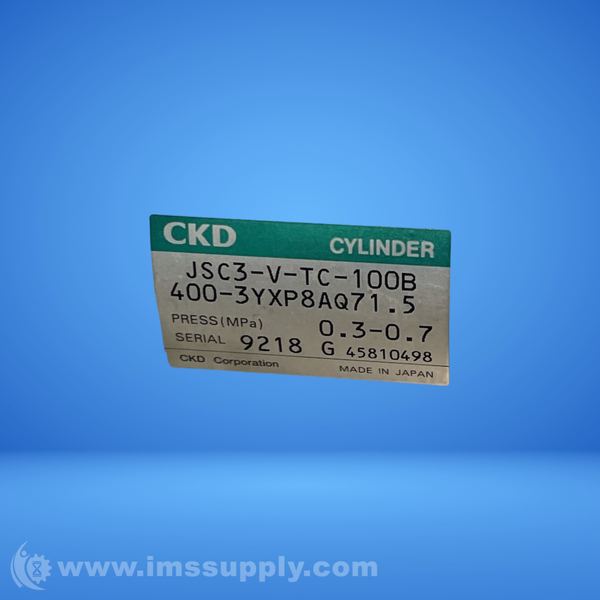 CKD CYLINDER
JSC3-V-TC-100B
400-3YXP8AQ71.5
PRESS(MPa) 0.3-0.7
SERIAL 9218 G 45810498
CKD Corporation MADE IN JAPAN
www.imssupply.com